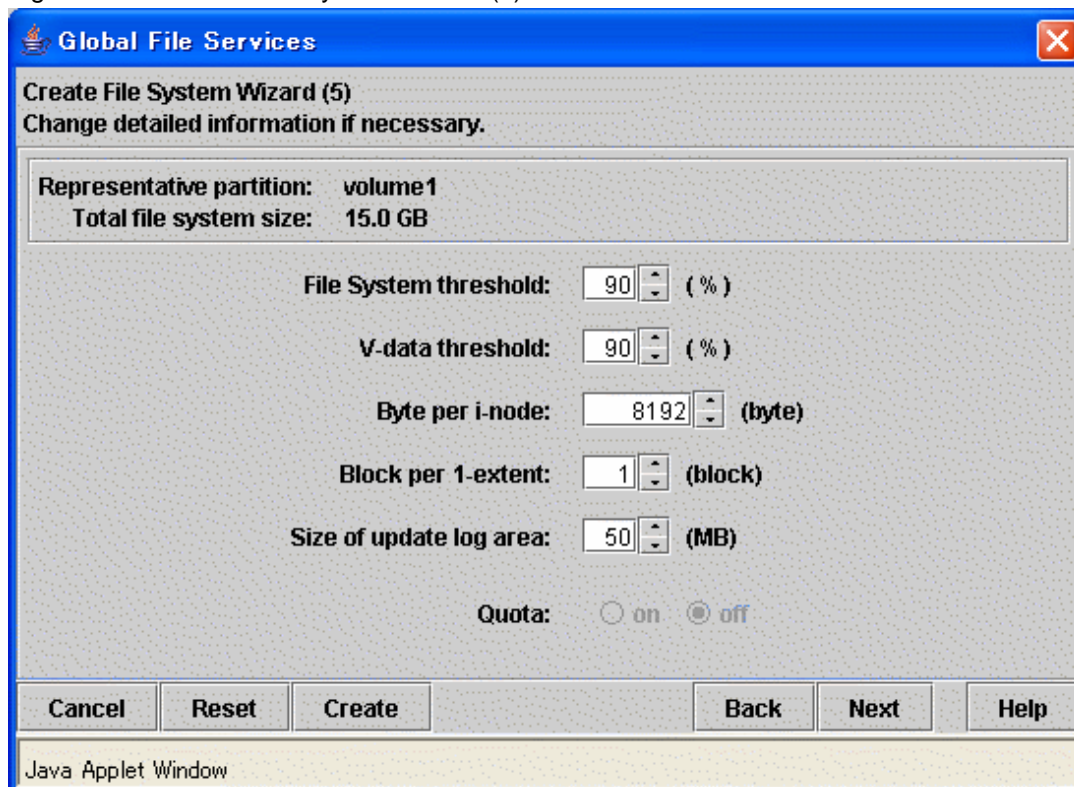 Global File Services
Create File System Wizard (5)
Change detailed information if necessary.
Representative partition: volume1
Total file system size: 15.0 GB
File System threshold: 90 ( % )
V-data threshold: 90 ( % )
Byte per i-node: 8192 (byte)
Block per 1-extent: 1 (block)
Size of update log area: 50 (MB)
Quota: on off
Cancel Reset Create Back Next Help
Java Applet Window